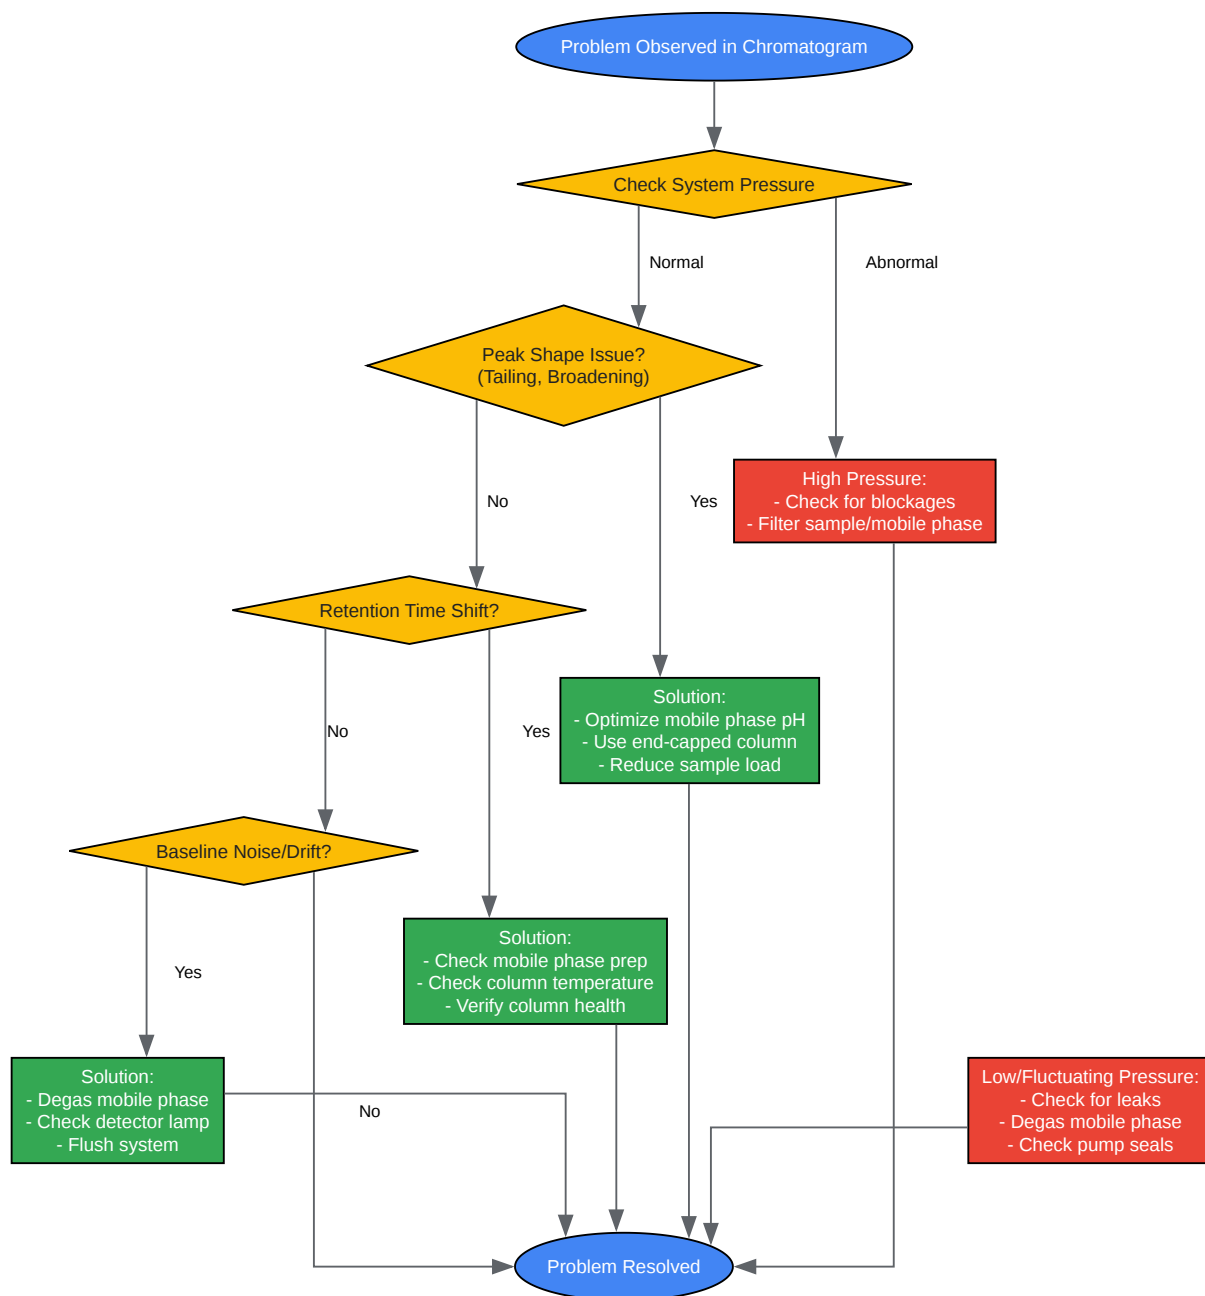 Problem Observed in Chromatogram
Check System Pressure
Normal
Abnormal
Peak Shape Issue?
(Tailing, Broadening)
High Pressure:
- Check for blockages
- Filter sample/mobile phase
No
Yes
Retention Time Shift?
Solution:
- Optimize mobile phase pH
- Use end-capped column
- Reduce sample load
No
Yes
Baseline Noise/Drift?
Solution:
- Check mobile phase prep
- Check column temperature
- Verify column health
Yes
Solution:
- Degas mobile phase
- Check detector lamp
- Flush system
No
Low/Fluctuating Pressure:
- Check for leaks
- Degas mobile phase
- Check pump seals
Problem Resolved